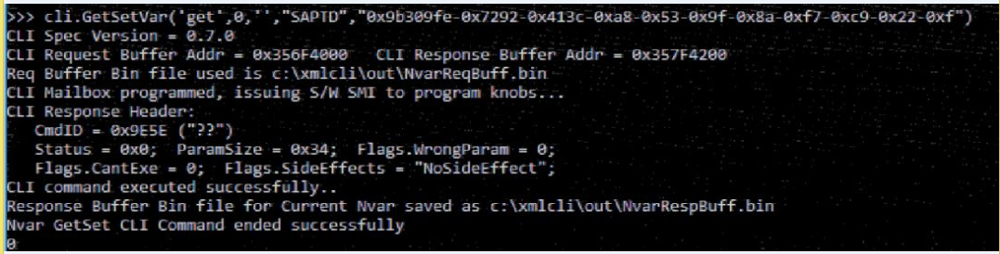 >>> cli.GetSetVar('get',0,'',"SAPTD","0x9b309fe-0x7292-0x413c-0xa8-0x53-0x9f-0x8a-0xf7-0xc9-0x22-0xf")
CLI Spec Version = 0.7.0
CLI Request Buffer Addr = 0x356F4000   CLI Response Buffer Addr = 0x357F4200
Req Buffer Bin file used is c:\xmlcli\out\NvarReqBuff.bin
CLI Mailbox programmed, issuing S/W SMI to program knobs...
CLI Response Header:
   CmdID = 0x9E5E ("??")
   Status = 0x0;  ParamSize = 0x34;  Flags.WrongParam = 0;
   Flags.CantExe = 0;  Flags.SideEffects = "NoSideEffect";
CLI command executed successfully..
Response Buffer Bin file for Current Nvar saved as c:\xmlcli\out\NvarRespBuff.bin
Nvar GetSet CLI Command ended successfully
0